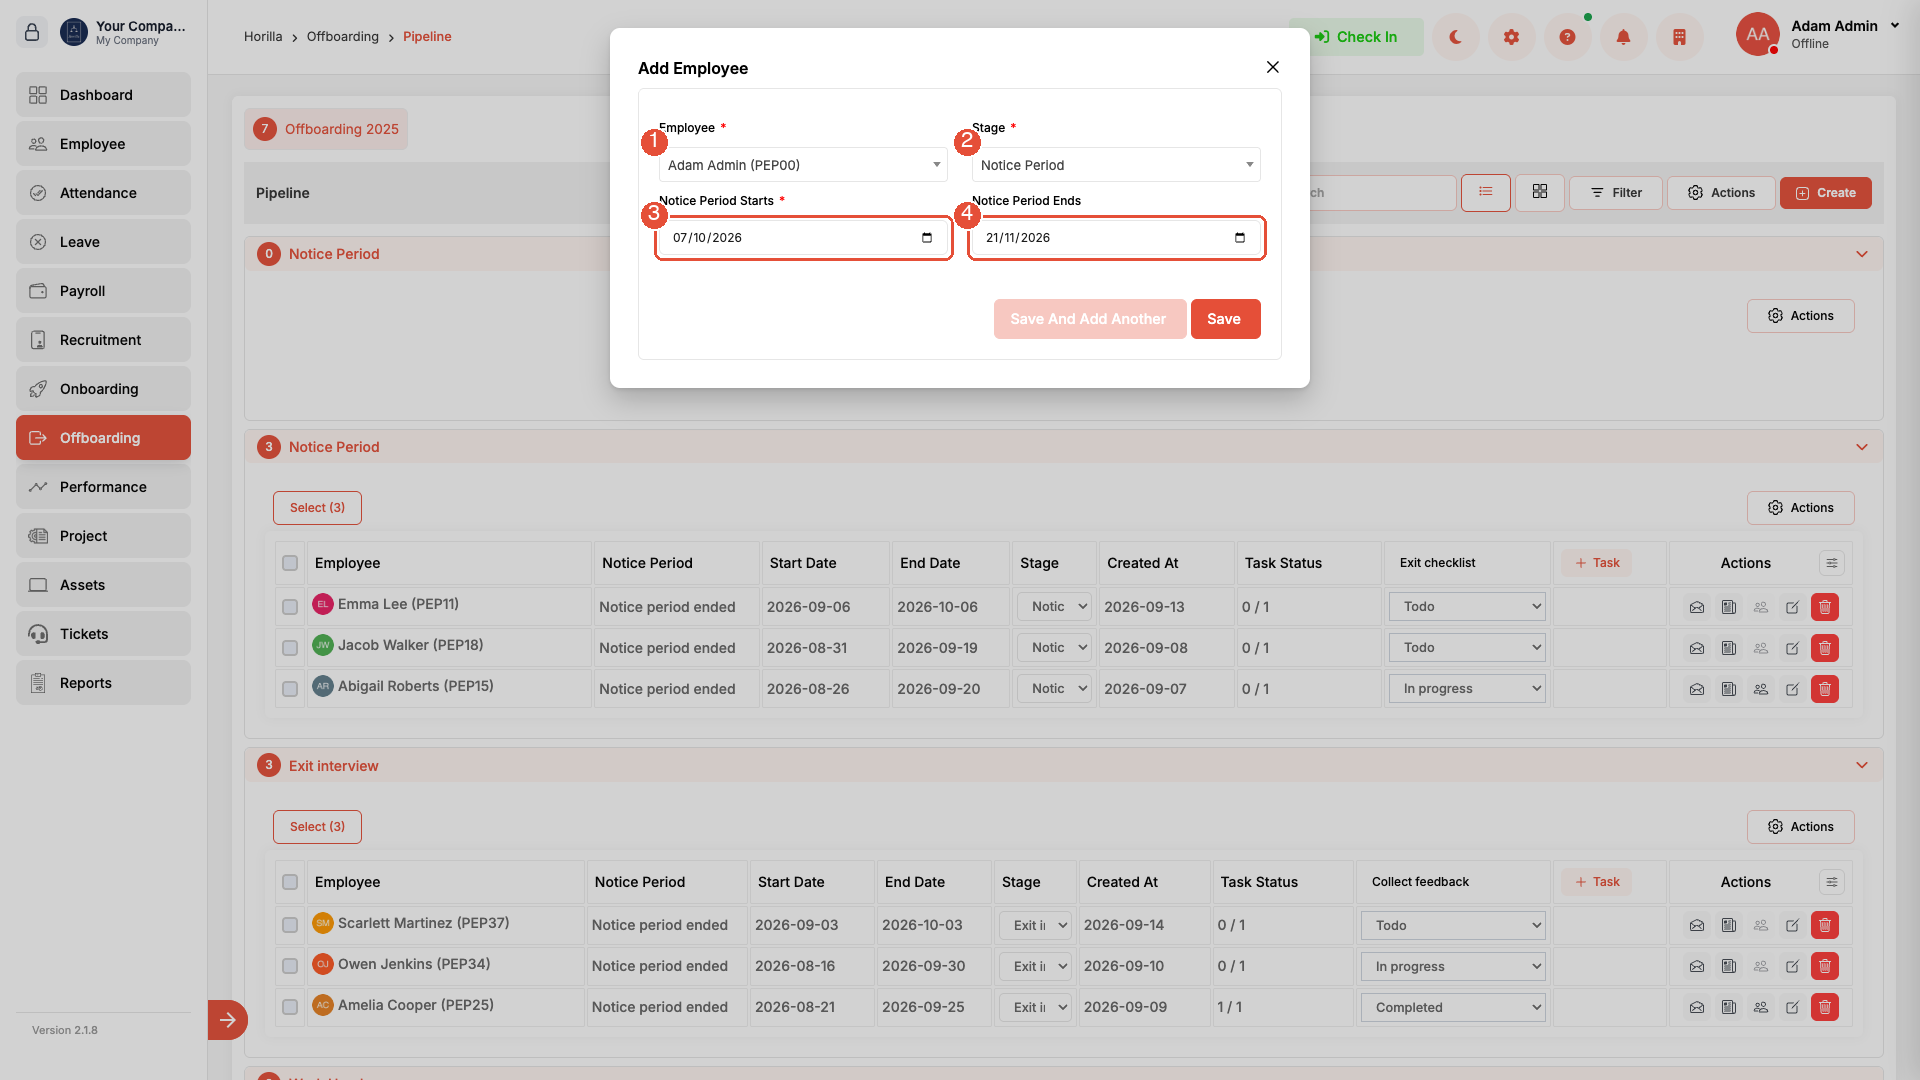 Your Compa...
My Company
Horilla > Offboarding > Pipeline
Check In
AA
Adam Admin
Offline
Dashboard
Employee
Attendance
Leave
Payroll
Recruitment
Onboarding
Offboarding
Performance
Project
Assets
Tickets
Reports
Version 2.1.8
7 Offboarding 2025
Pipeline
Filter
Actions
Create
Add Employee
Employee *
1
Adam Admin (PEP00)
Stage *
2
Notice Period
Notice Period Starts *
3
07/10/2026
Notice Period Ends
4
21/11/2026
Save And Add Another
Save
0 Notice Period
Actions
3 Notice Period
Select (3)
Actions
Employee Notice Period Start Date End Date Stage Created At Task Status Exit checklist + Task Actions
EL Emma Lee (PEP11) Notice period ended 2026-09-06 2026-10-06 Notic 2026-09-13 0 / 1 Todo
JW Jacob Walker (PEP18) Notice period ended 2026-08-31 2026-09-19 Notic 2026-09-08 0 / 1 Todo
AR Abigail Roberts (PEP15) Notice period ended 2026-08-26 2026-09-20 Notic 2026-09-07 0 / 1 In progress
3 Exit interview
Select (3)
Actions
Employee Notice Period Start Date End Date Stage Created At Task Status Collect feedback + Task Actions
SM Scarlett Martinez (PEP37) Notice period ended 2026-09-03 2026-10-03 Exit i 2026-09-14 0 / 1 Todo
OJ Owen Jenkins (PEP34) Notice period ended 2026-08-16 2026-09-30 Exit i 2026-09-10 0 / 1 In progress
AC Amelia Cooper (PEP25) Notice period ended 2026-08-21 2026-09-25 Exit i 2026-09-09 1 / 1 Completed